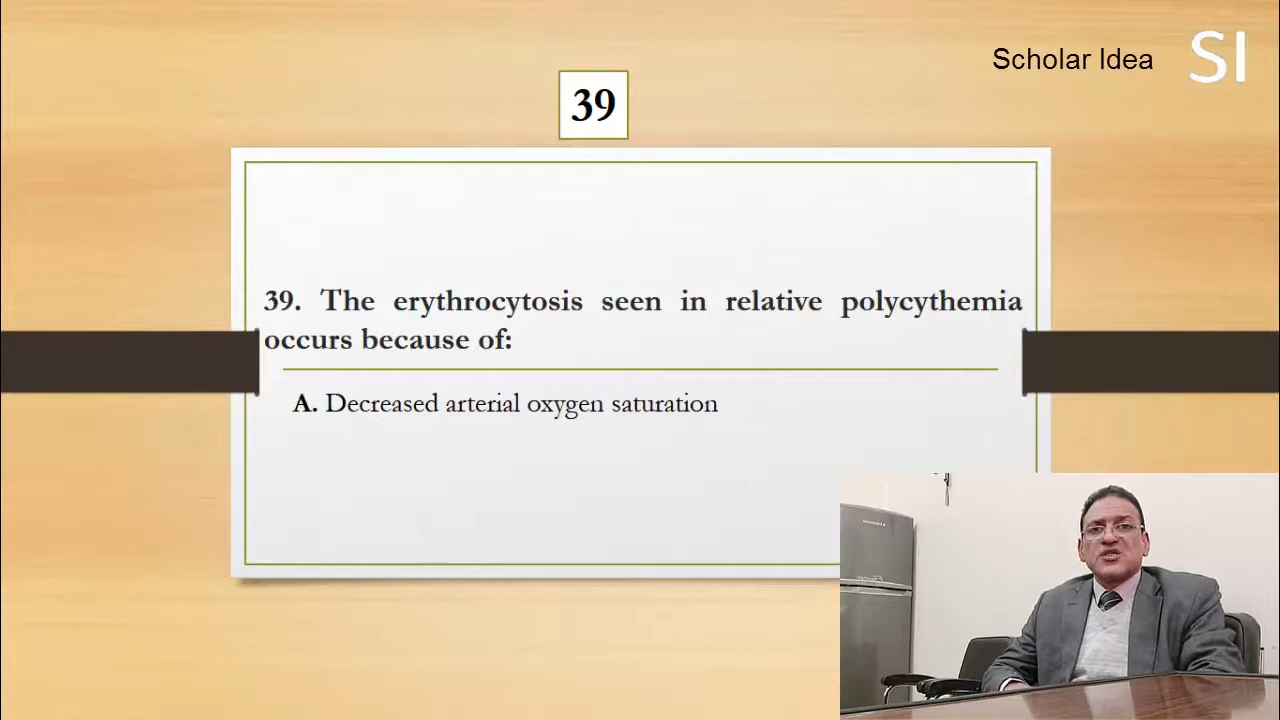 Scholar Idea SI
39
39. The erythrocytosis seen in relative polycythemia
occurs because of:
A. Decreased arterial oxygen saturation